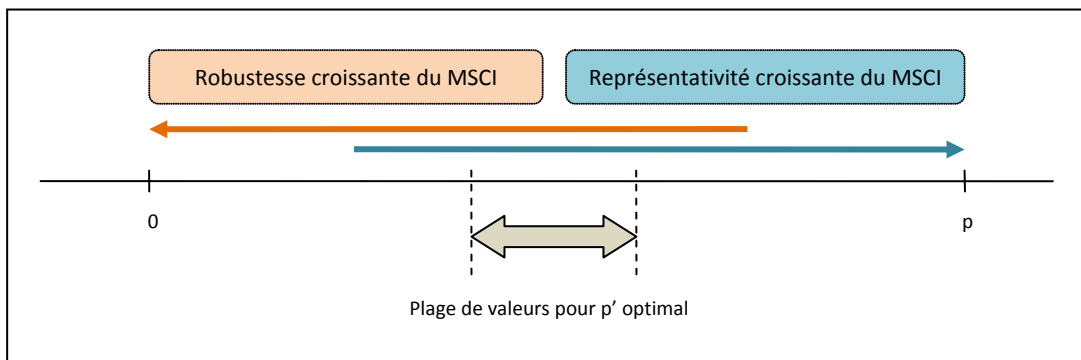 Robustesse croissante du MSCI
Représentativité croissante du MSCI
0
p
Plage de valeurs pour p’ optimal